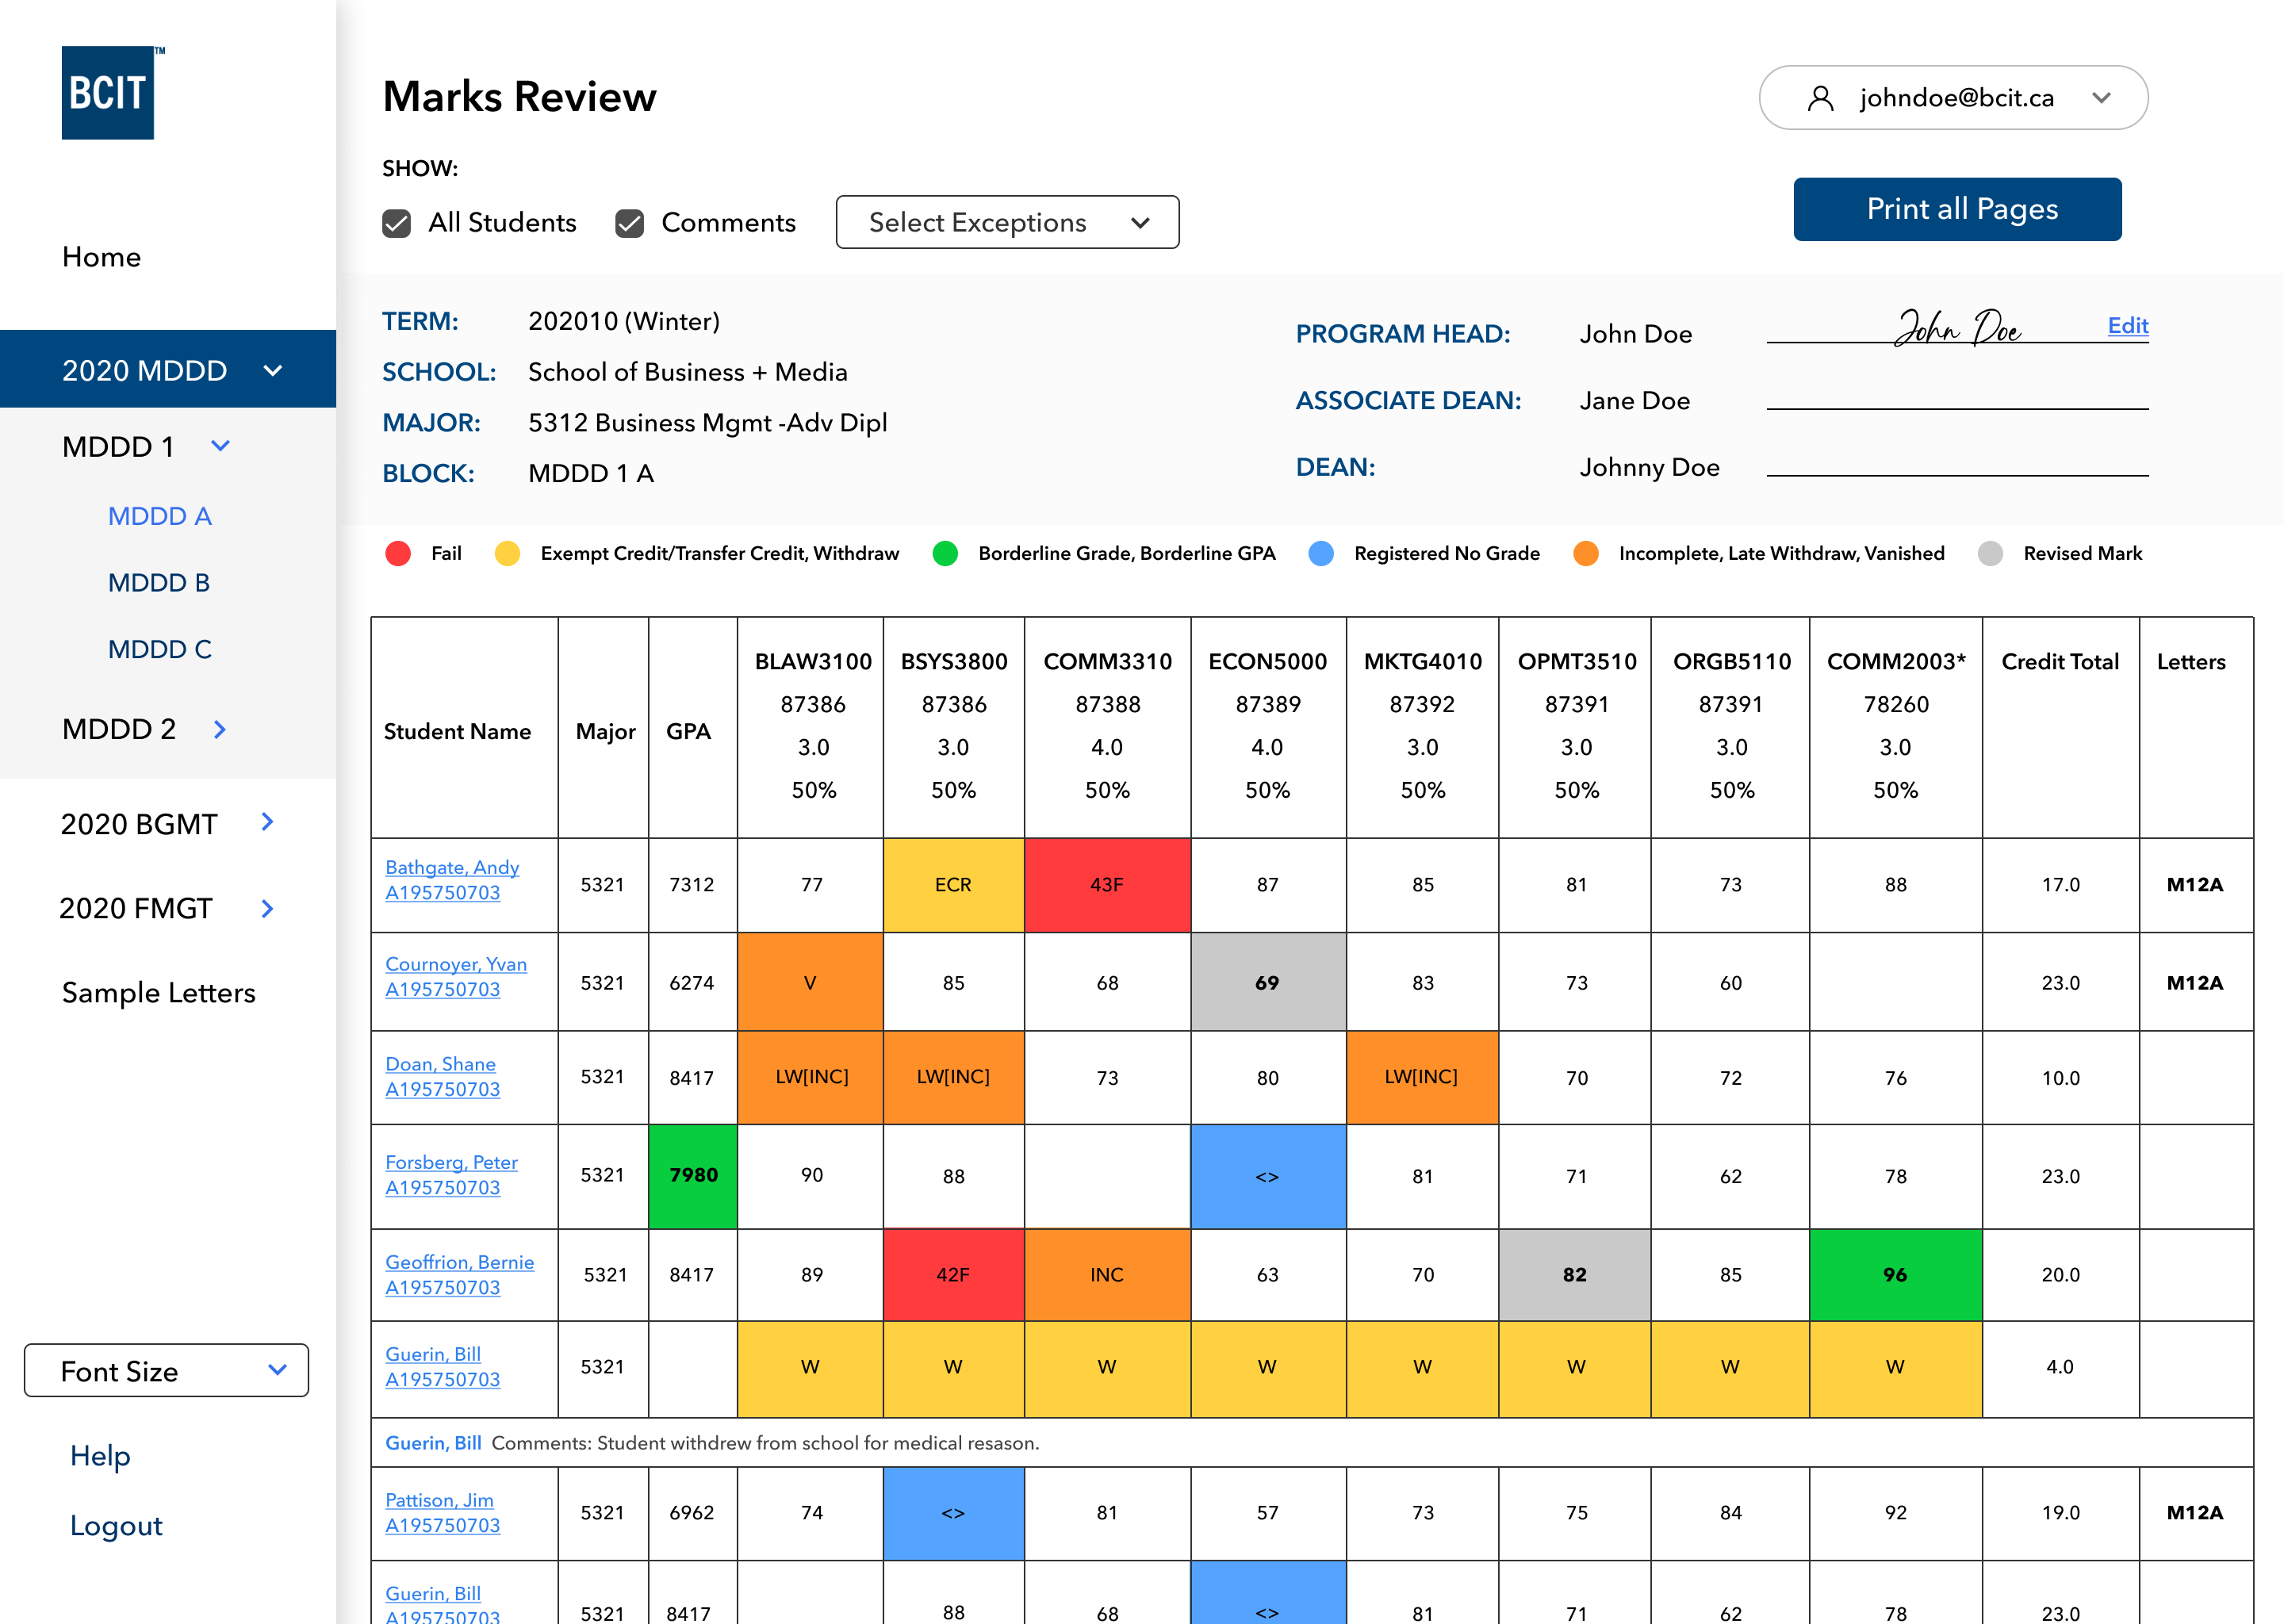 BCIT™
Home
2020 MDDD
MDDD 1
MDDD A
MDDD B
MDDD C
MDDD 2
2020 BGMT
2020 FMGT
Sample Letters
Font Size
Help
Logout
Marks Review
johndoe@bcit.ca
SHOW:
All Students Comments Select Exceptions
Print all Pages
TERM: 202010 (Winter)
SCHOOL: School of Business + Media
MAJOR: 5312 Business Mgmt -Adv Dipl
BLOCK: MDDD 1 A
PROGRAM HEAD: John Doe John Doe Edit
ASSOCIATE DEAN: Jane Doe
DEAN: Johnny Doe
Fail Exempt Credit/Transfer Credit, Withdraw Borderline Grade, Borderline GPA Registered No Grade Incomplete, Late Withdraw, Vanished Revised Mark
BLAW3100 BSYS3800 COMM3310 ECON5000 MKTG4010 OPMT3510 ORGB5110 COMM2003* Credit Total Letters
87386 87386 87388 87389 87392 87391 87391 78260
Student Name Major GPA
3.0 3.0 4.0 4.0 3.0 3.0 3.0 3.0
50% 50% 50% 50% 50% 50% 50% 50%
Bathgate, Andy
A195750703
5321 7312 77 ECR 43F 87 85 81 73 88 17.0 M12A
Cournoyer, Yvan
A195750703
5321 6274 V 85 68 69 83 73 60 23.0 M12A
Doan, Shane
A195750703
5321 8417 LW[INC] LW[INC] 73 80 LW[INC] 70 72 76 10.0
Forsberg, Peter
A195750703
5321 7980 90 88 <> 81 71 62 78 23.0
Geoffrion, Bernie
A195750703
5321 8417 89 42F INC 63 70 82 85 96 20.0
Guerin, Bill
A195750703
5321 W W W W W W W W 4.0
Guerin, Bill Comments: Student withdrew from school for medical resason.
Pattison, Jim
A195750703
5321 6962 74 <> 81 57 73 75 84 92 19.0 M12A
Guerin, Bill
A195750703
5321 8417 88 68 <> 81 71 62 78 23.0